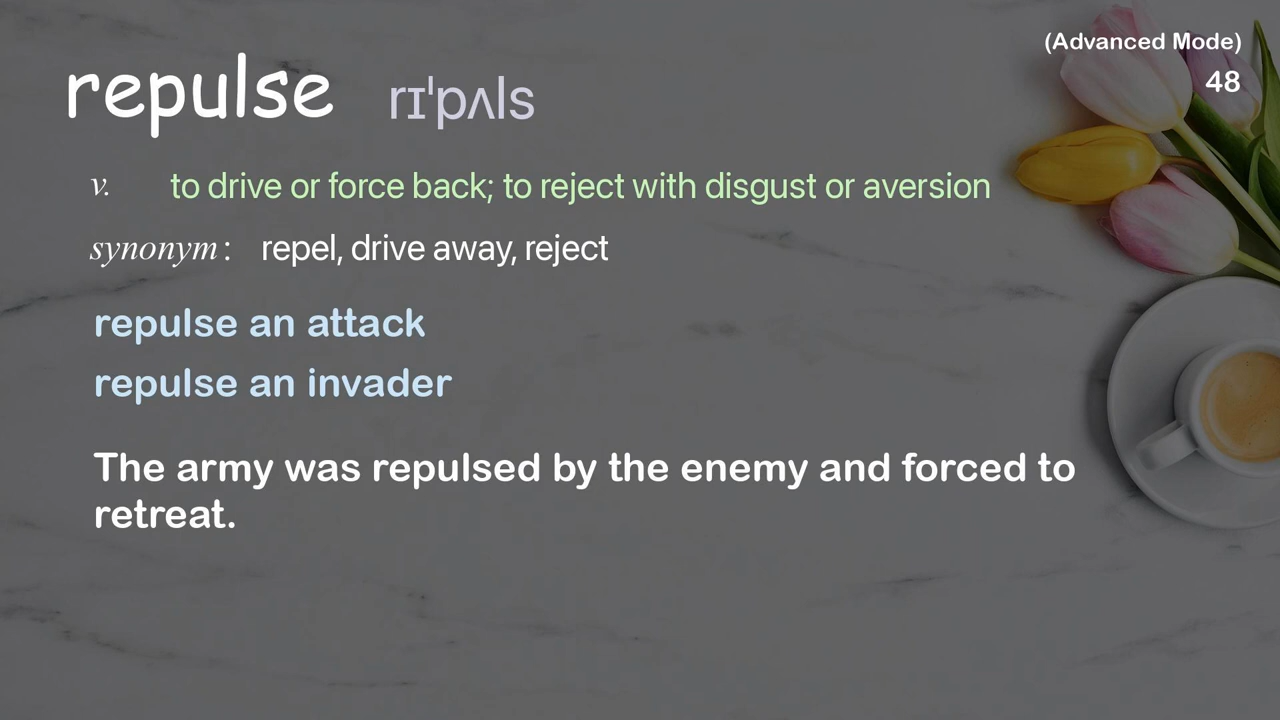 (Advanced Mode)
48
repulse rɪˈpʌls
v. to drive or force back; to reject with disgust or aversion
synonym: repel, drive away, reject
repulse an attack
repulse an invader
The army was repulsed by the enemy and forced to
retreat.